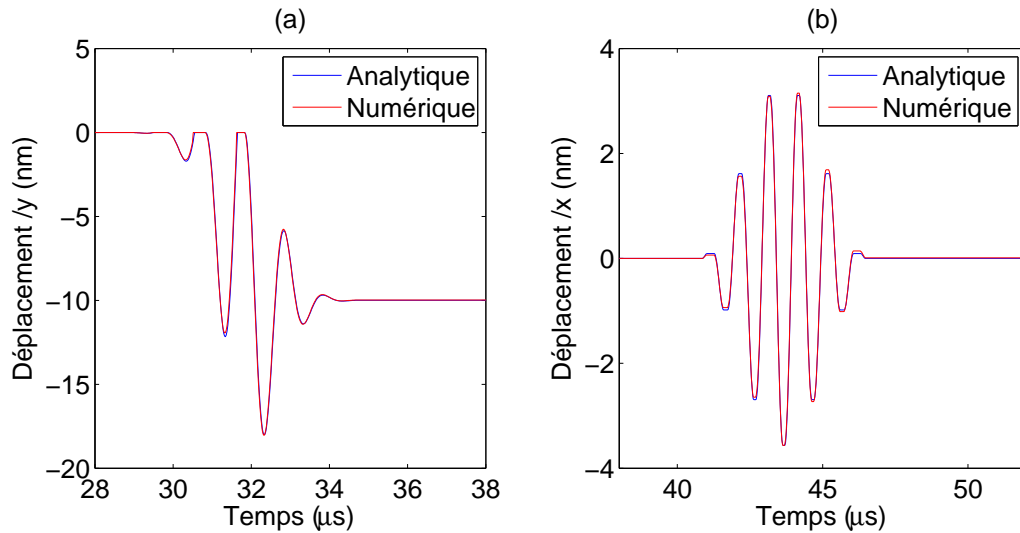 (a)
5
0
−5
−10
−15
−20
28
30
32
34
36
38
Déplacement /y (nm)
Temps (μs)
Analytique
Numérique
(b)
4
2
0
−2
−4
40
45
50
Déplacement /x (nm)
Temps (μs)
Analytique
Numérique